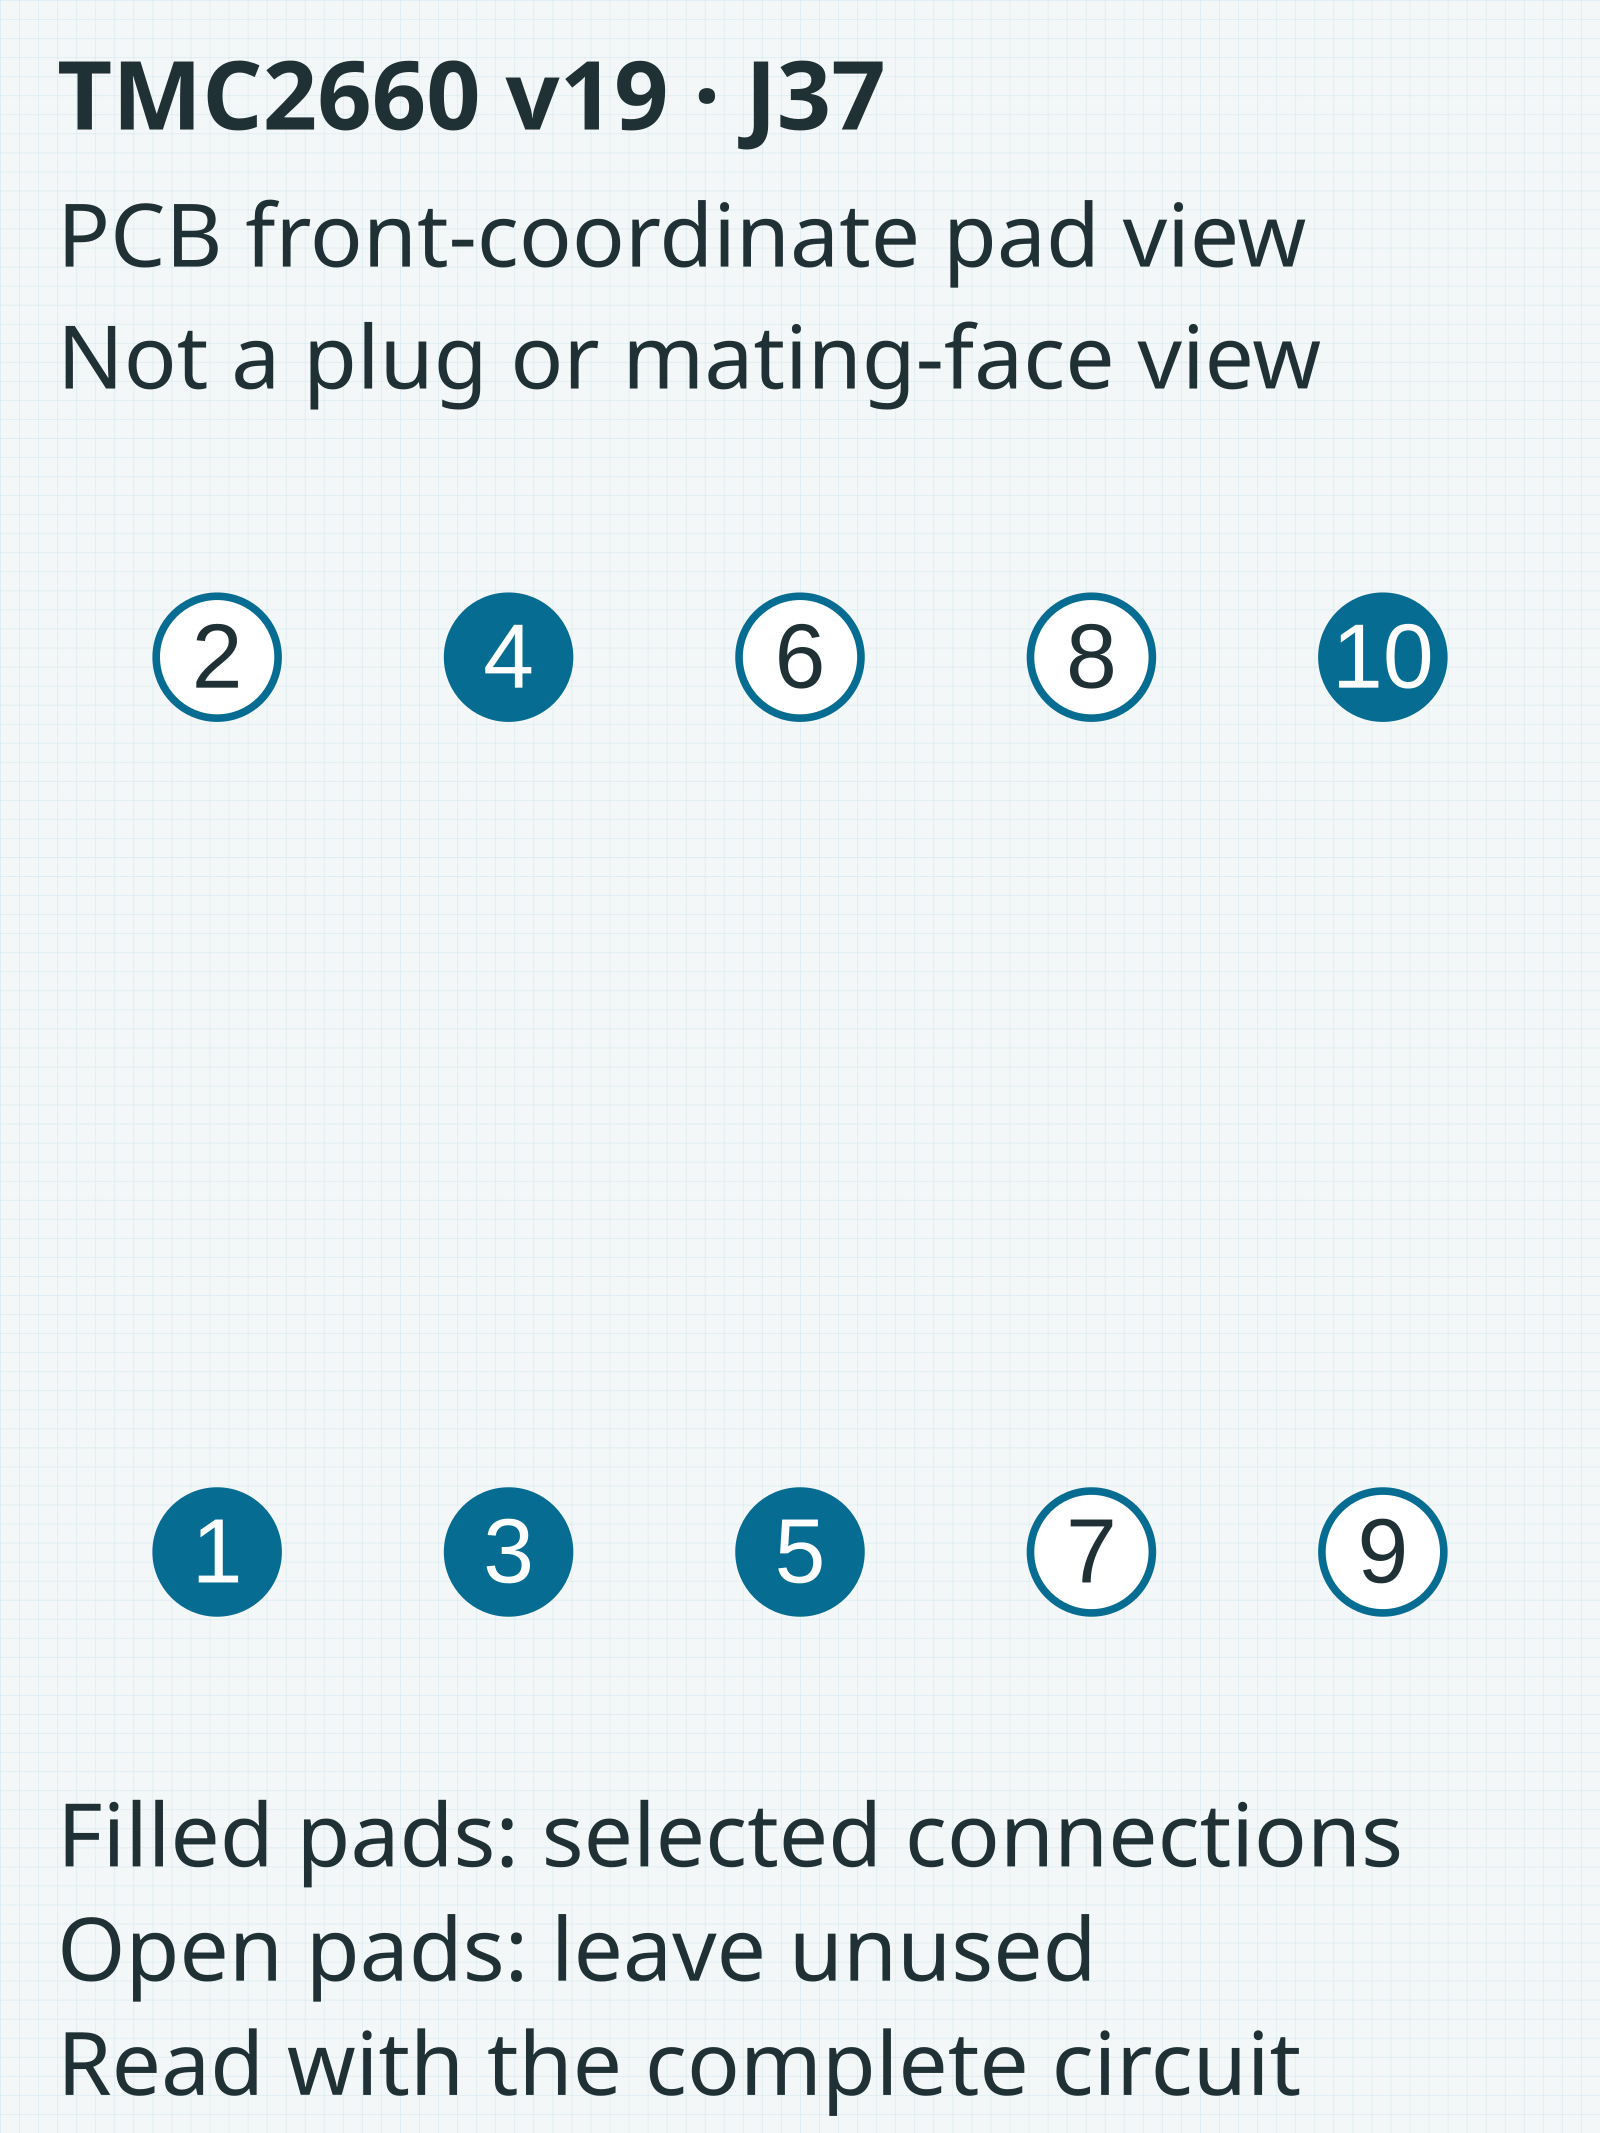 TMC2660 v19 · J37
PCB front-coordinate pad view
Not a plug or mating-face view
2 4 6 8 10
1 3 5 7 9
Filled pads: selected connections
Open pads: leave unused
Read with the complete circuit